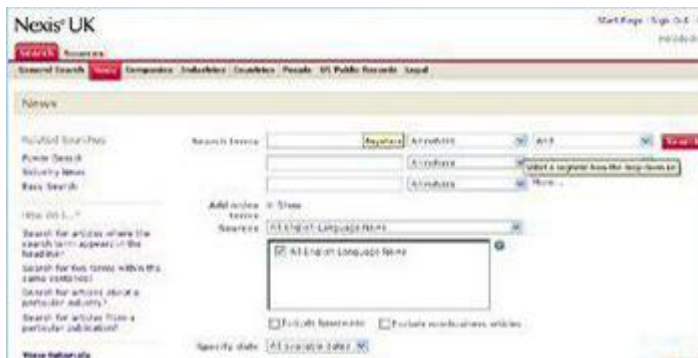 Nexis® UK
Start Page Sign Out
Search Sources
General Search News Companies Industries Countries People US Public Records Legal
News
Related Searches
Power Search
Industry News
Easy Search
Search terms Anywhere Anywhere And Search
Anywhere Select a segment from the drop down list
Anywhere More...
Add index terms Show
Sources All English Language News
All English Language News
How do I...?
Search for articles where the
search term appears in the
headline?
Search for two terms within the
same sentence?
Search for articles about a
particular industry?
Search for articles from a
particular publication?
Exclude Newswires Exclude non-business articles
Specify date All available dates
View Tutorials